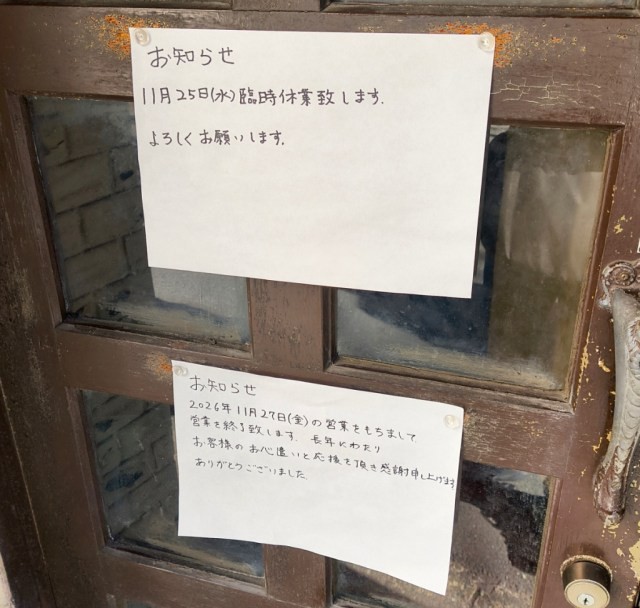 お知らせ
11月25日(水)臨時休業致します.
よろしくお願いします.
お知らせ
2026年11月27日(金)の営業をもちまして
営業を終了致します. 長年にわたり
お客様のお心遣いと応援を頂き感謝申し上げます
ありがとうございました